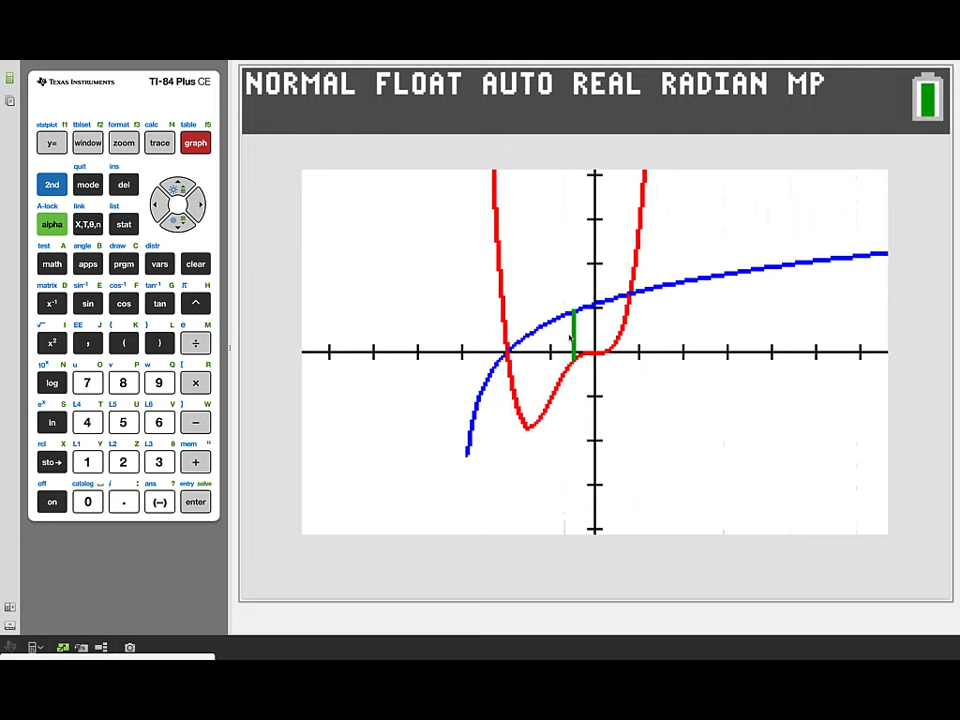 NORMAL FLOAT AUTO REAL RADIAN MP
TEXAS INSTRUMENTS TI-84 Plus CE
statplot f1 tblset f2 format f3 calc f4 table f5
y= window zoom trace graph
quit ins
2nd mode del
A-lock link list
alpha X,T,θ,n stat
test A angle B draw C distr
math apps prgm vars clear
matrix D sin⁻¹ E cos⁻¹ F tan⁻¹ G π H
x⁻¹ sin cos tan ^
√ I EE J { K } L e M
x² , ( ) ÷
10ˣ N u O v P w Q [ R
log 7 8 9 ×
eˣ S L4 T L5 U L6 V ] W
ln 4 5 6 −
rcl X L1 Y L2 Z L3 θ mem "
sto→ 1 2 3 +
off catalog i : ans ? entry solve
on 0 . (−) enter